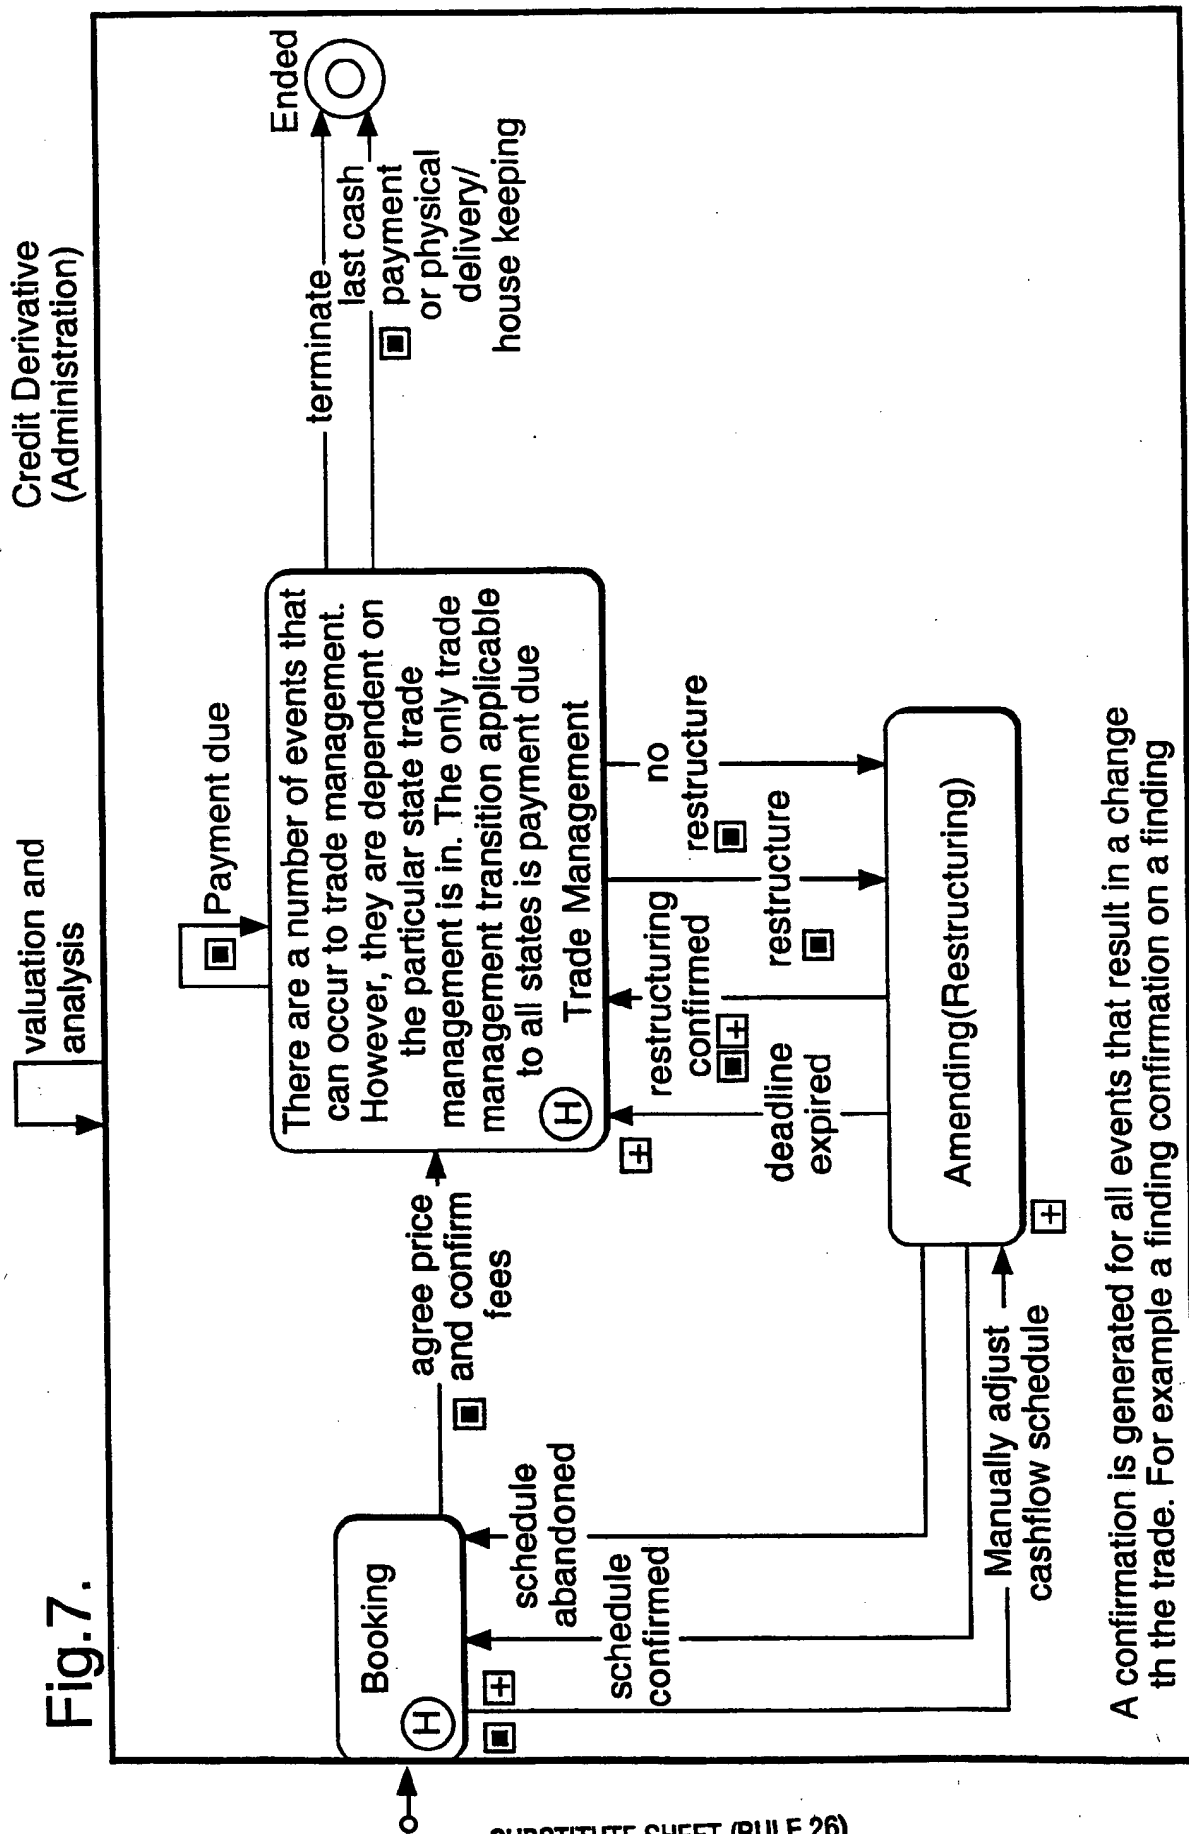 Fig.7.
Credit Derivative
(Administration)
valuation and
analysis
Payment due
There are a number of events that
can occur to trade management.
However, they are dependent on
the particular state trade
management is in. The only trade
management transition applicable
to all states is payment due
Trade Management
H
terminate
last cash
payment
or physical
delivery/
house keeping
Ended
Booking
H
agree price
and confirm
fees
schedule
abandoned
schedule
confirmed
Manually adjust
cashflow schedule
deadline
expired
restructuring
confirmed
restructure
no
restructure
Amending(Restructuring)
A confirmation is generated for all events that result in a change
th the trade. For example a finding confirmation on a finding
SUBSTITUTE SHEET (RULE 26)